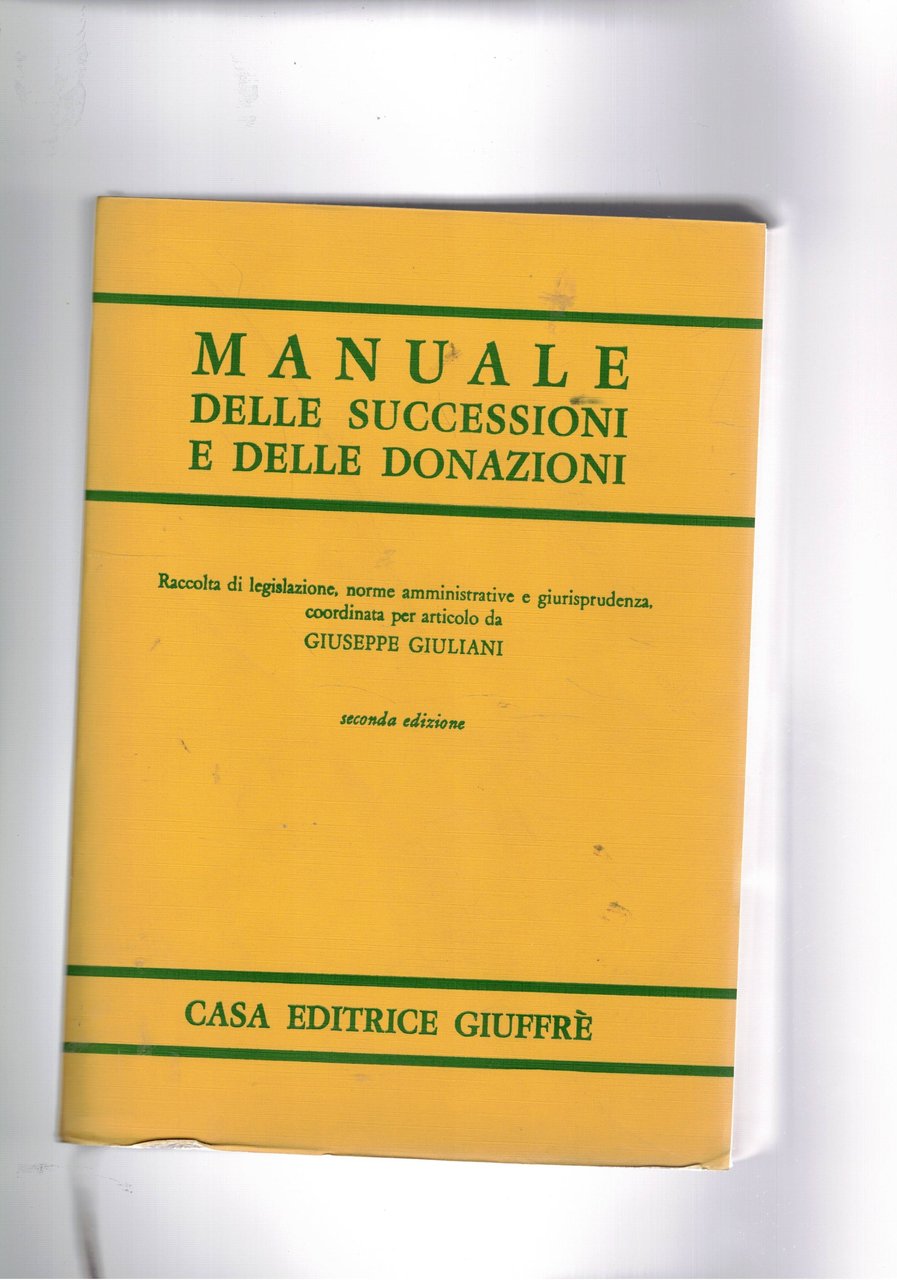 MANUALE
DELLE SUCCESSIONI
E DELLE DONAZIONI
Raccolta di legislazione, norme amministrative e giurisprudenza,
coordinata per articolo da
GIUSEPPE GIULIANI
seconda edizione
CASA EDITRICE GIUFFRÈ